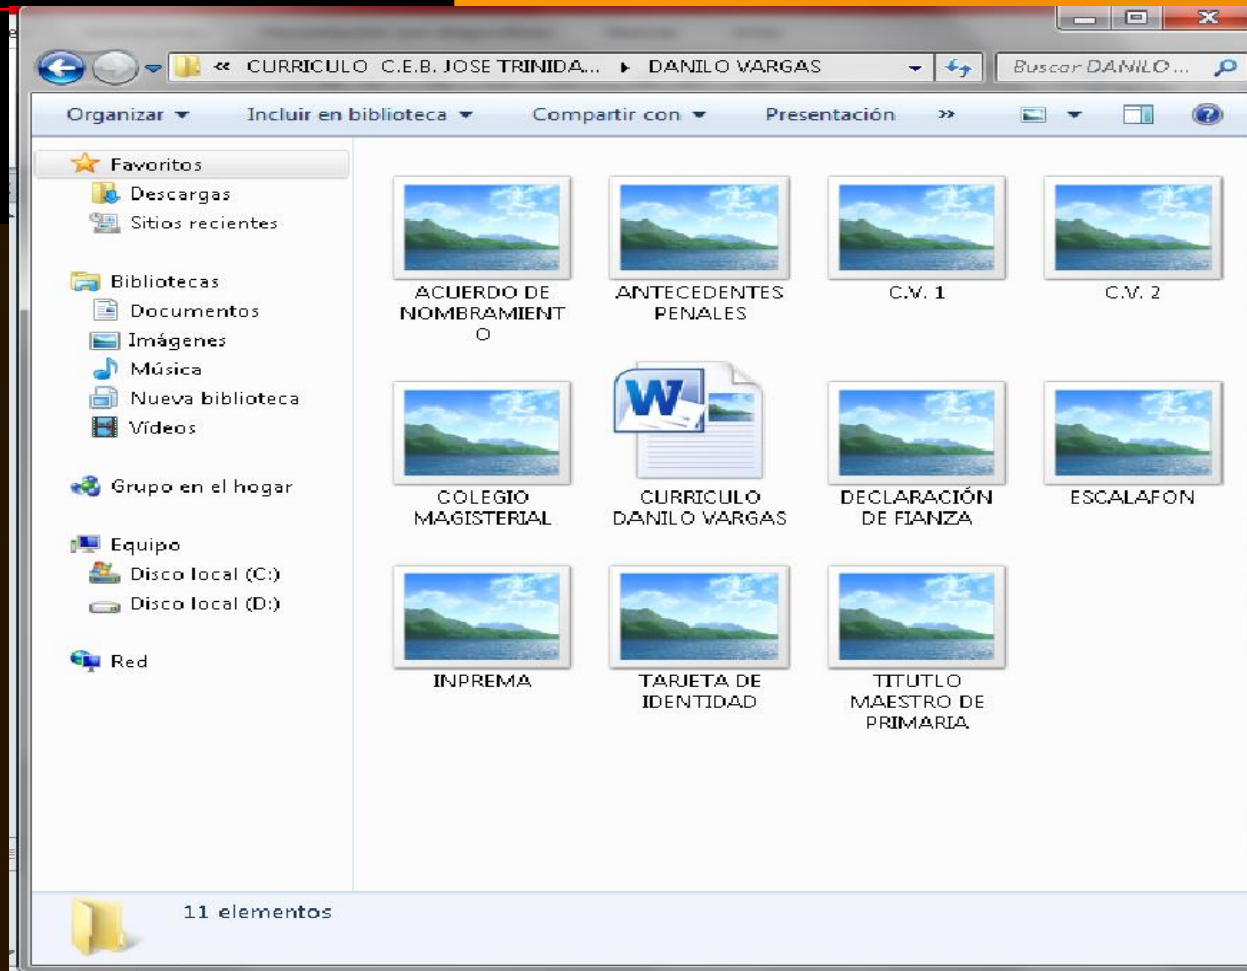 « CURRICULO C.E.B. JOSE TRINIDA... ▸ DANILO VARGAS
Buscar DANILO ...
Organizar
Incluir en biblioteca
Compartir con
Presentación
»
Favoritos
Descargas
Sitios recientes
Bibliotecas
Documentos
Imágenes
Música
Nueva biblioteca
Vídeos
Grupo en el hogar
Equipo
Disco local (C:)
Disco local (D:)
Red
ACUERDO DE
NOMBRAMIENT
O
ANTECEDENTES
PENALES
C.V. 1
C.V. 2
COLEGIO
MAGISTERIAL
CURRICULO
DANILO VARGAS
DECLARACIÓN
DE FIANZA
ESCALAFON
INPREMA
TARJETA DE
IDENTIDAD
TITUTLO
MAESTRO DE
PRIMARIA
11 elementos